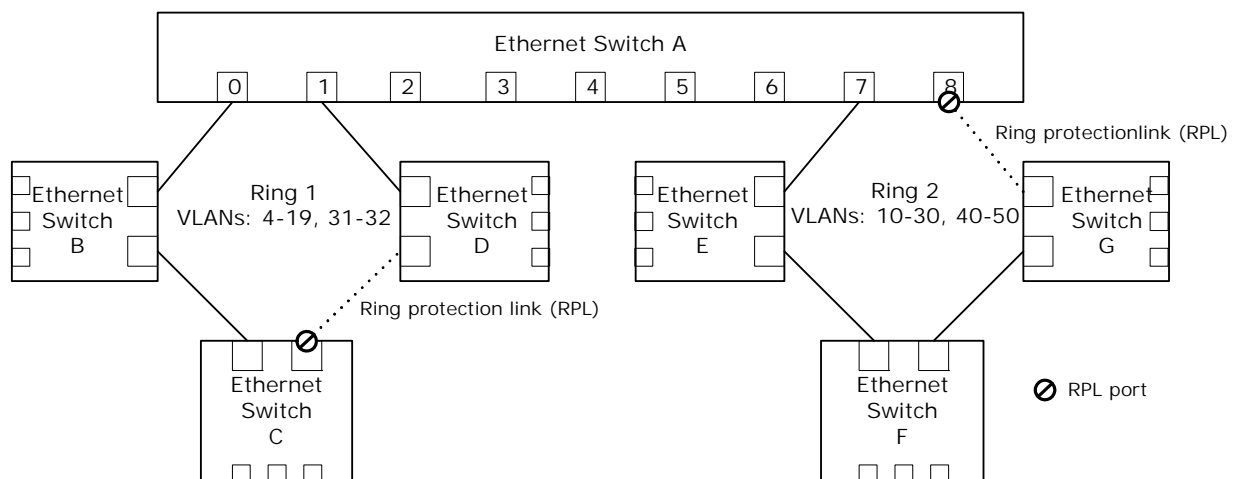 Ethernet Switch A
0 1 2 3 4 5 6 7 8
Ring protectionlink (RPL)
Ethernet
Switch
B
Ring 1
VLANs: 4-19, 31-32
Ethernet
Switch
D
Ethernet
Switch
E
Ring 2
VLANs: 10-30, 40-50
Ethernet
Switch
G
Ring protection link (RPL)
Ethernet
Switch
C
Ethernet
Switch
F
RPL port